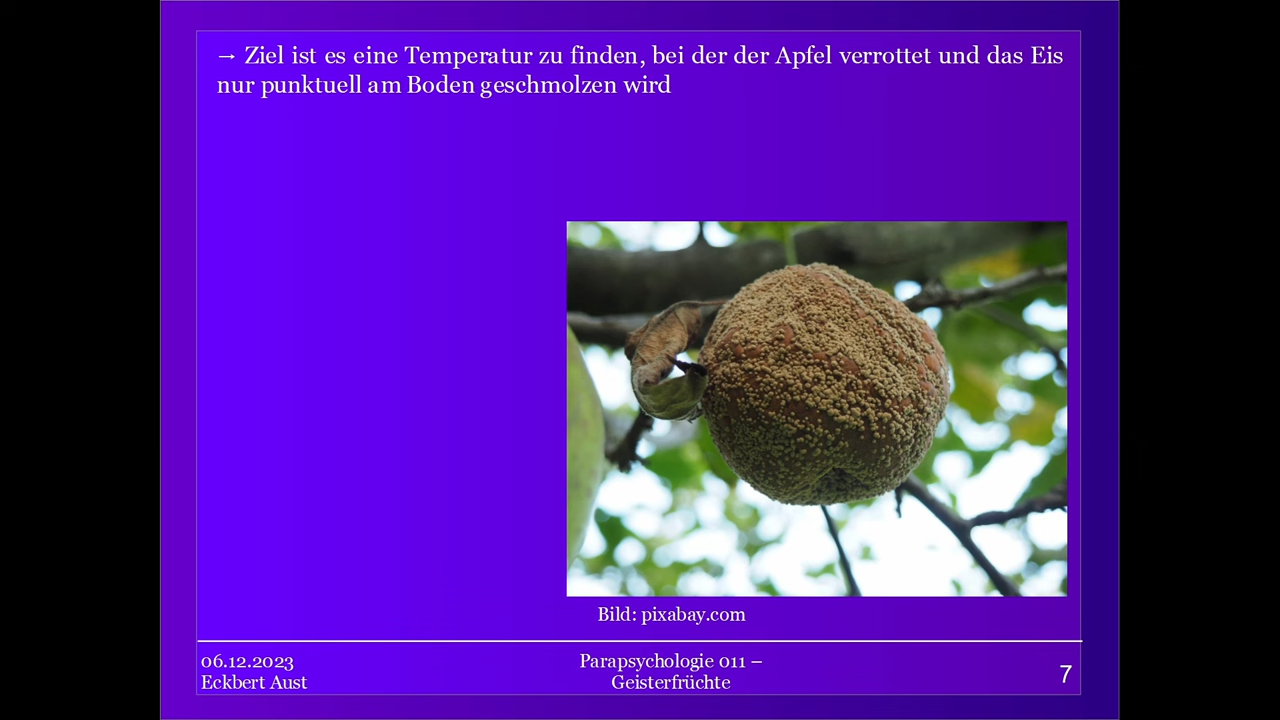 → Ziel ist es eine Temperatur zu finden, bei der der Apfel verrottet und das Eis
nur punktuell am Boden geschmolzen wird
Bild: pixabay.com
06.12.2023
Eckbert Aust
Parapsychologie 011 –
Geisterfrüchte
7